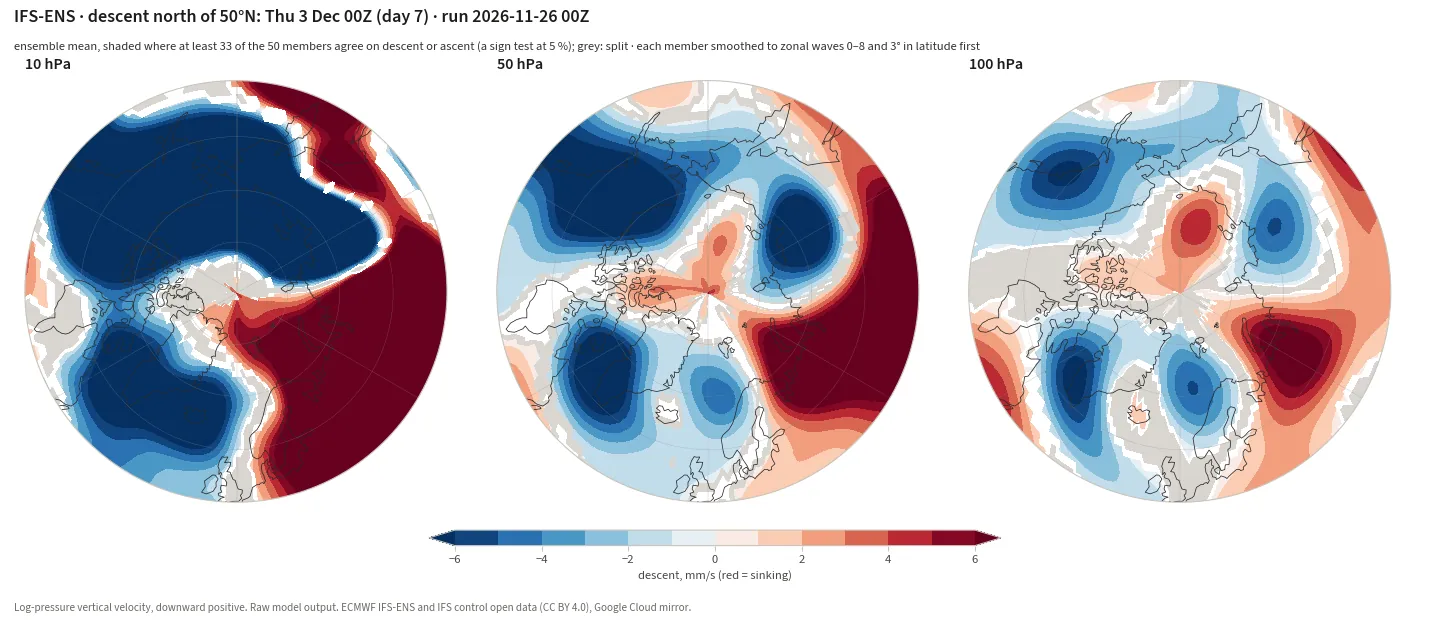 IFS-ENS · descent north of 50°N: Thu 3 Dec 00Z (day 7) · run 2026-11-26 00Z
ensemble mean, shaded where at least 33 of the 50 members agree on descent or ascent (a sign test at 5 %); grey: split · each member smoothed to zonal waves 0–8 and 3° in latitude first
10 hPa
50 hPa
100 hPa
−6 −4 −2 0 2 4 6
descent, mm/s (red = sinking)
Log-pressure vertical velocity, downward positive. Raw model output. ECMWF IFS-ENS and IFS control open data (CC BY 4.0), Google Cloud mirror.